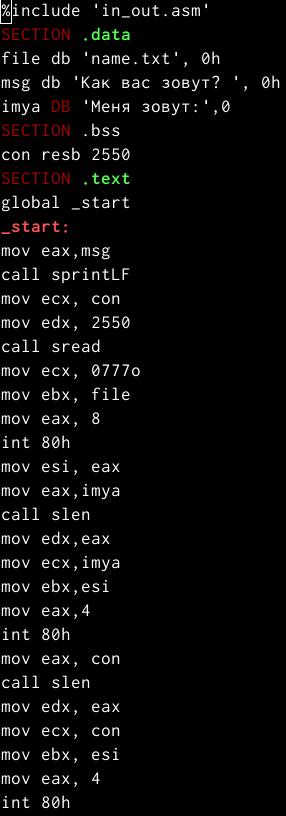 %include 'in_out.asm'
SECTION .data
file db 'name.txt', 0h
msg db 'Как вас зовут? ', 0h
imya DB 'Меня зовут:',0
SECTION .bss
con resb 2550
SECTION .text
global _start
_start:
mov eax,msg
call sprintLF
mov ecx, con
mov edx, 2550
call sread
mov ecx, 0777o
mov ebx, file
mov eax, 8
int 80h
mov esi, eax
mov eax,imya
call slen
mov edx,eax
mov ecx,imya
mov ebx,esi
mov eax,4
int 80h
mov eax, con
call slen
mov edx, eax
mov ecx, con
mov ebx, esi
mov eax, 4
int 80h